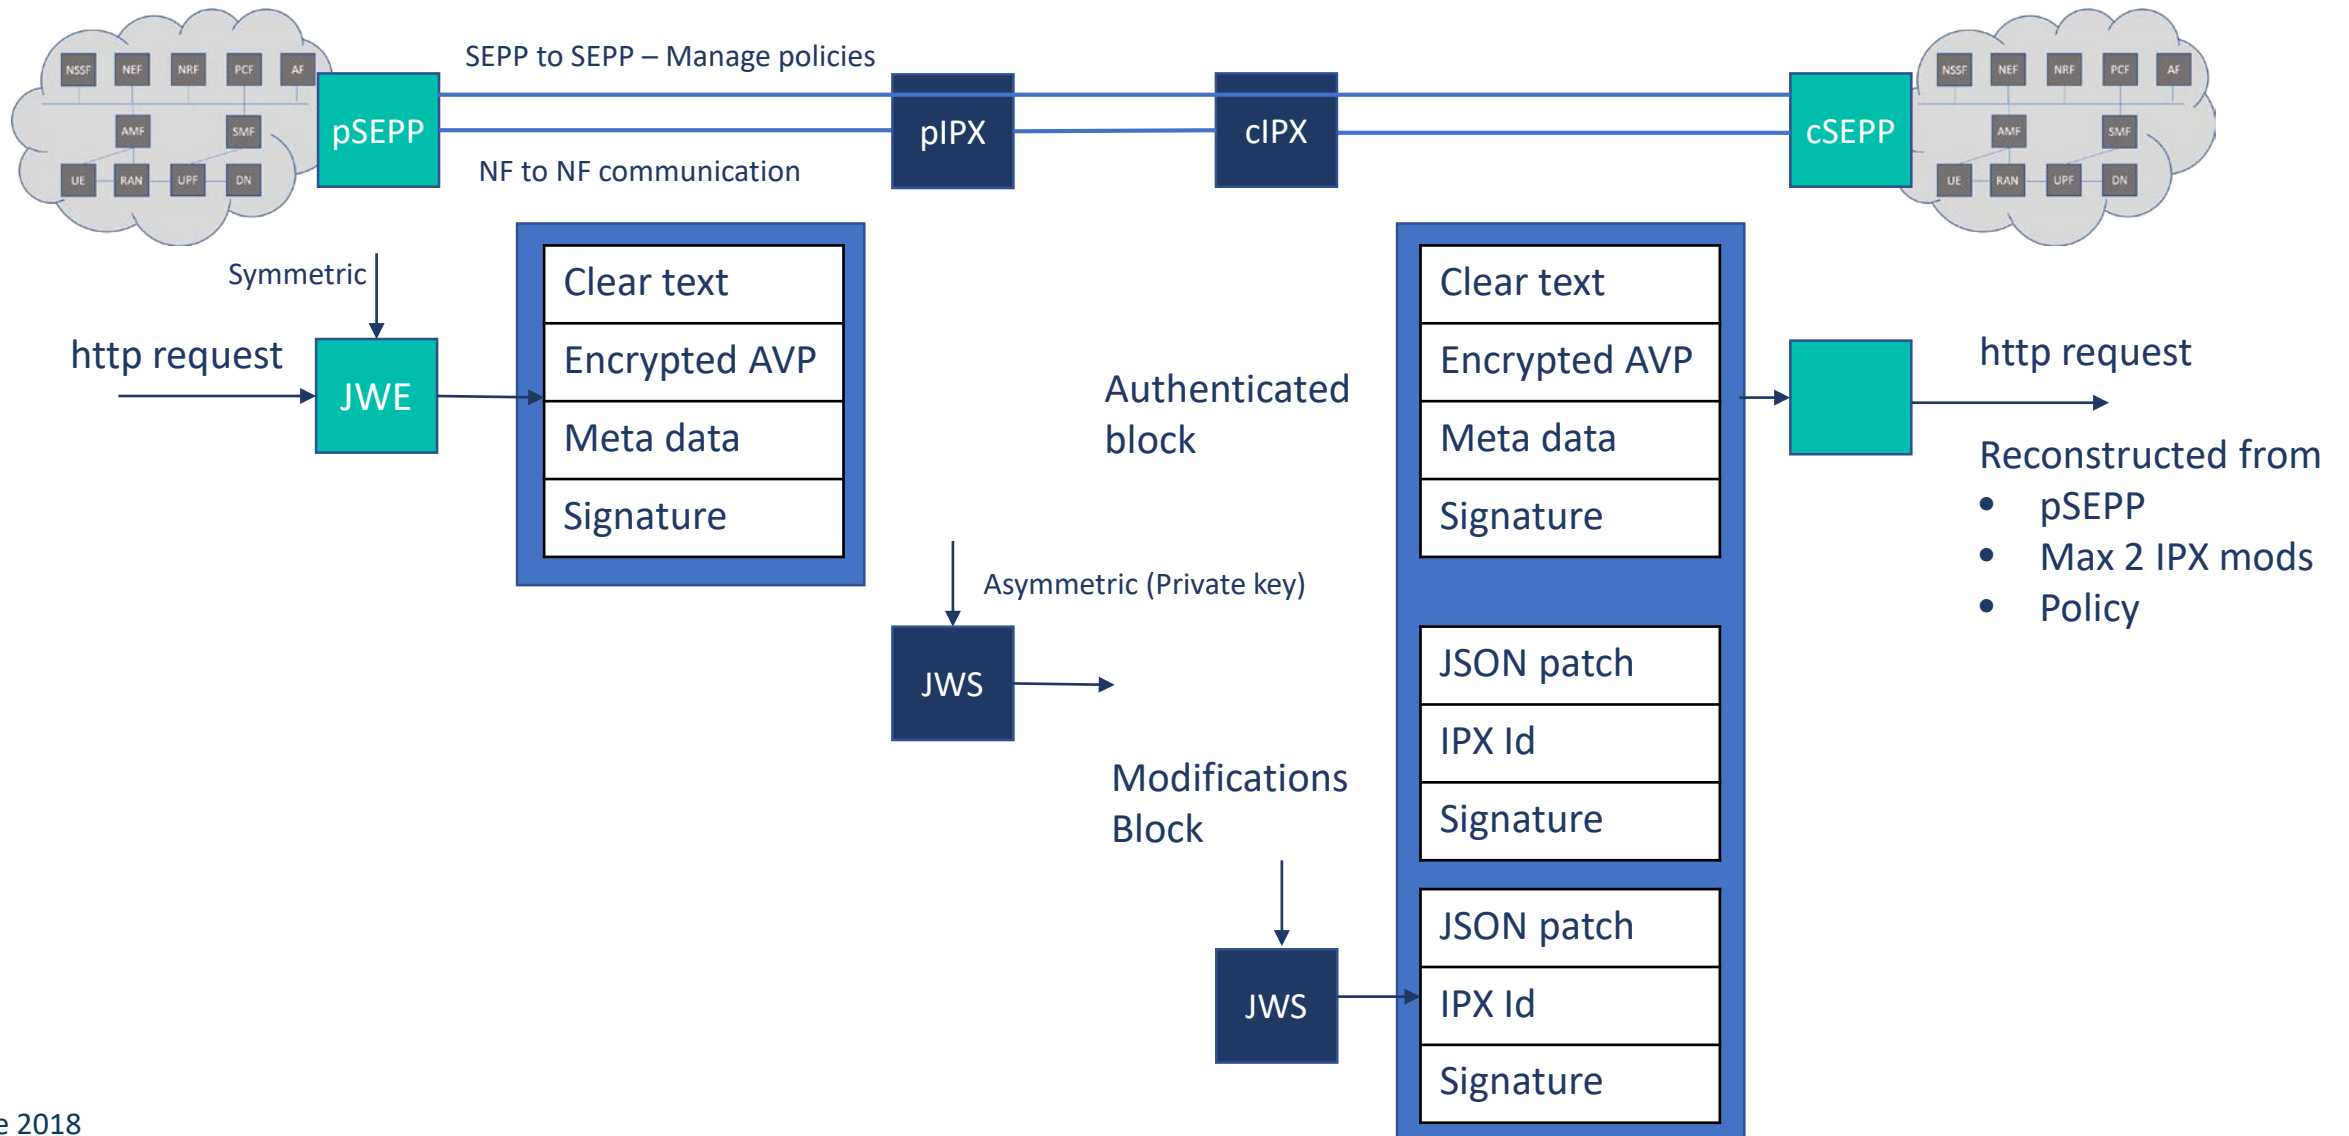 NSSF NEF NRF PCF AF
AMF SMF
UE RAN UPF DN
pSEPP
SEPP to SEPP – Manage policies
NF to NF communication
pIPX
cIPX
cSEPP
NSSF NEF NRF PCF AF
AMF SMF
UE RAN UPF DN
Symmetric
http request
JWE
Clear text
Encrypted AVP
Meta data
Signature
Authenticated
block
Asymmetric (Private key)
JWS
Modifications
Block
JWS
Clear text
Encrypted AVP
Meta data
Signature
JSON patch
IPX Id
Signature
JSON patch
IPX Id
Signature
http request
Reconstructed from
• pSEPP
• Max 2 IPX mods
• Policy
e 2018